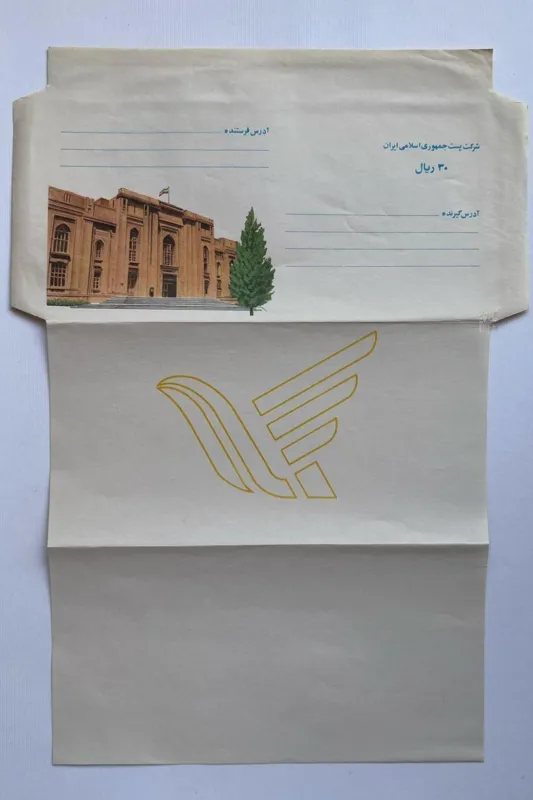 آدرس فرستنده
شرکت پست جمهوری اسلامی ایران
۳۰ ریال
آدرس گیرنده